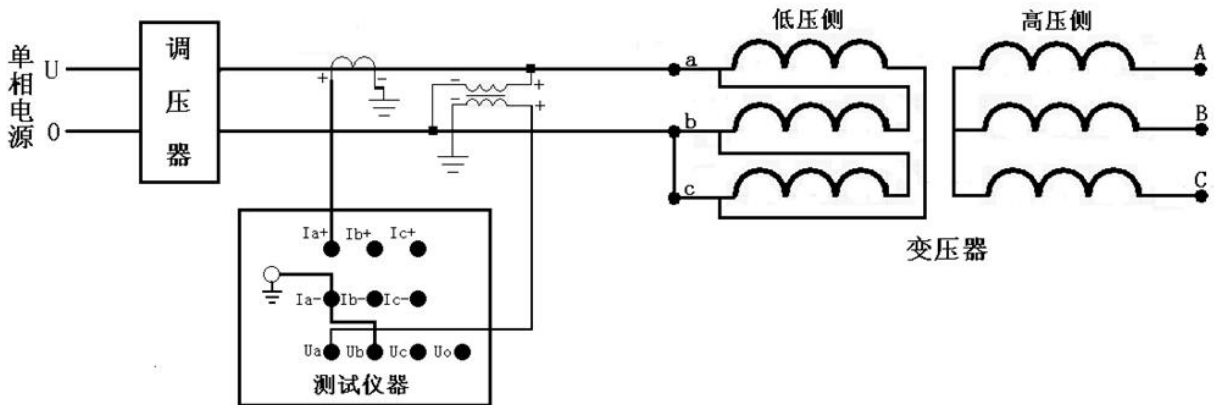 低压侧
高压侧
单相电源
U
O
调压器
+
-
-
+
-
+
a
b
c
A
B
C
变压器
Ia+ Ib+ Ic+
Ia- Ib- Ic-
Ua Ub Uc Uo
测试仪器